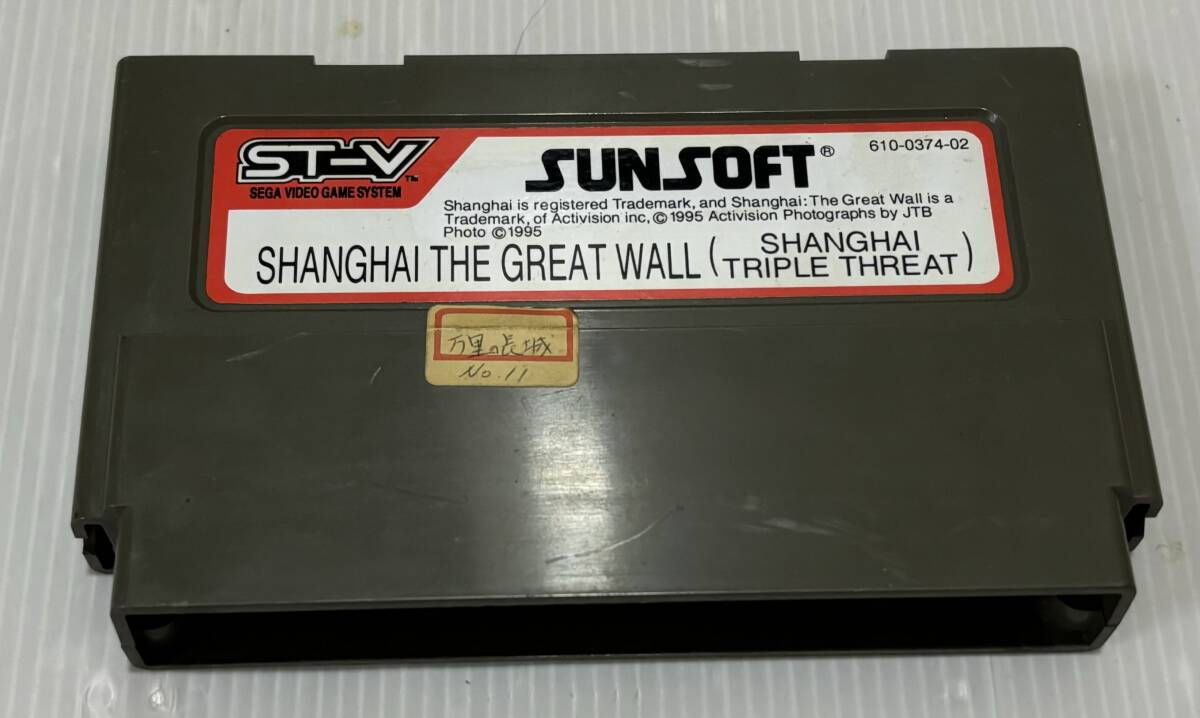 ST-V™
SEGA VIDEO GAME SYSTEM
SUNSOFT®
610-0374-02
Shanghai is registered Trademark, and Shanghai:The Great Wall is a
Trademark, of Activision inc,©1995 Activision Photographs by JTB
Photo ©1995
SHANGHAI THE GREAT WALL (SHANGHAI
TRIPLE THREAT)
万里の長城
No.11